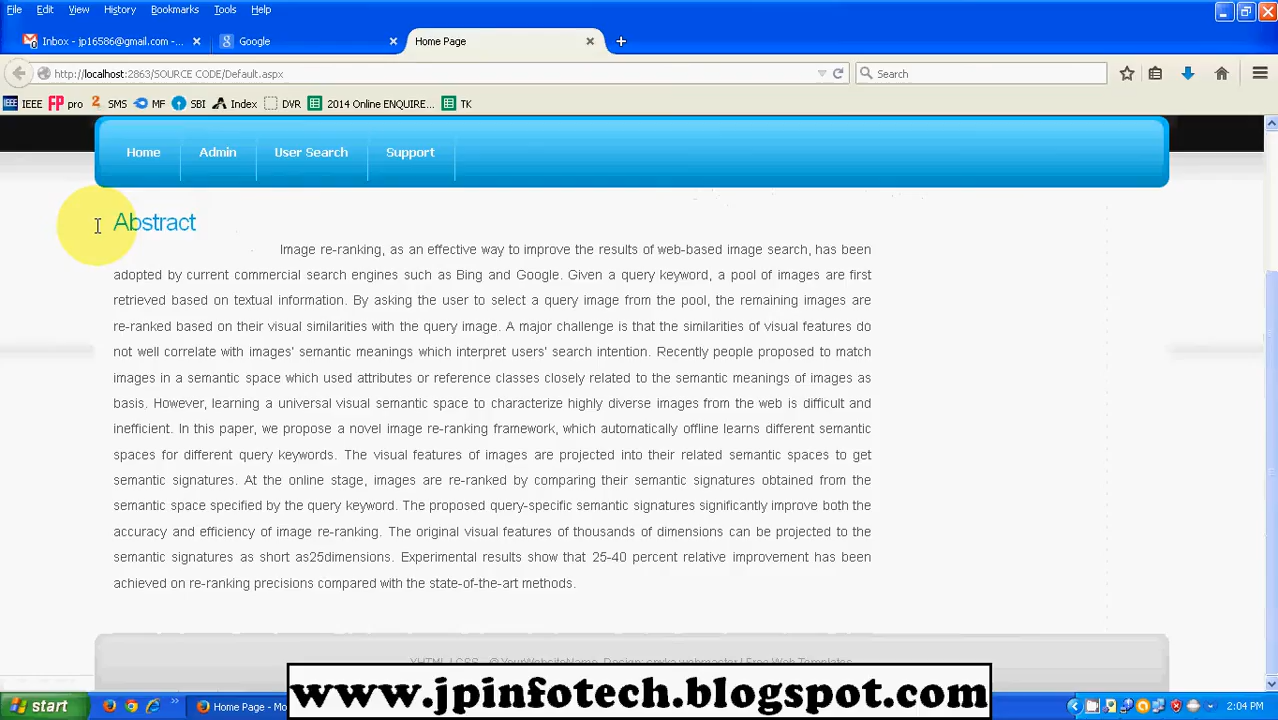 File Edit View History Bookmarks Tools Help
Inbox - jp16586@gmail.com -... × Google × Home Page ×
http://localhost:2863/SOURCE CODE/Default.aspx Search
IEEE FP pro SMS MF SBI Index DVR 2014 Online ENQUIRE... TK
Home Admin User Search Support
Abstract
Image re-ranking, as an effective way to improve the results of web-based image search, has been
adopted by current commercial search engines such as Bing and Google. Given a query keyword, a pool of images are first
retrieved based on textual information. By asking the user to select a query image from the pool, the remaining images are
re-ranked based on their visual similarities with the query image. A major challenge is that the similarities of visual features do
not well correlate with images' semantic meanings which interpret users' search intention. Recently people proposed to match
images in a semantic space which used attributes or reference classes closely related to the semantic meanings of images as
basis. However, learning a universal visual semantic space to characterize highly diverse images from the web is difficult and
inefficient. In this paper, we propose a novel image re-ranking framework, which automatically offline learns different semantic
spaces for different query keywords. The visual features of images are projected into their related semantic spaces to get
semantic signatures. At the online stage, images are re-ranked by comparing their semantic signatures obtained from the
semantic space specified by the query keyword. The proposed query-specific semantic signatures significantly improve both the
accuracy and efficiency of image re-ranking. The original visual features of thousands of dimensions can be projected to the
semantic signatures as short as25dimensions. Experimental results show that 25-40 percent relative improvement has been
achieved on re-ranking precisions compared with the state-of-the-art methods.
www.jpinfotech.blogspot.com
start Home Page - Mo 2:04 PM